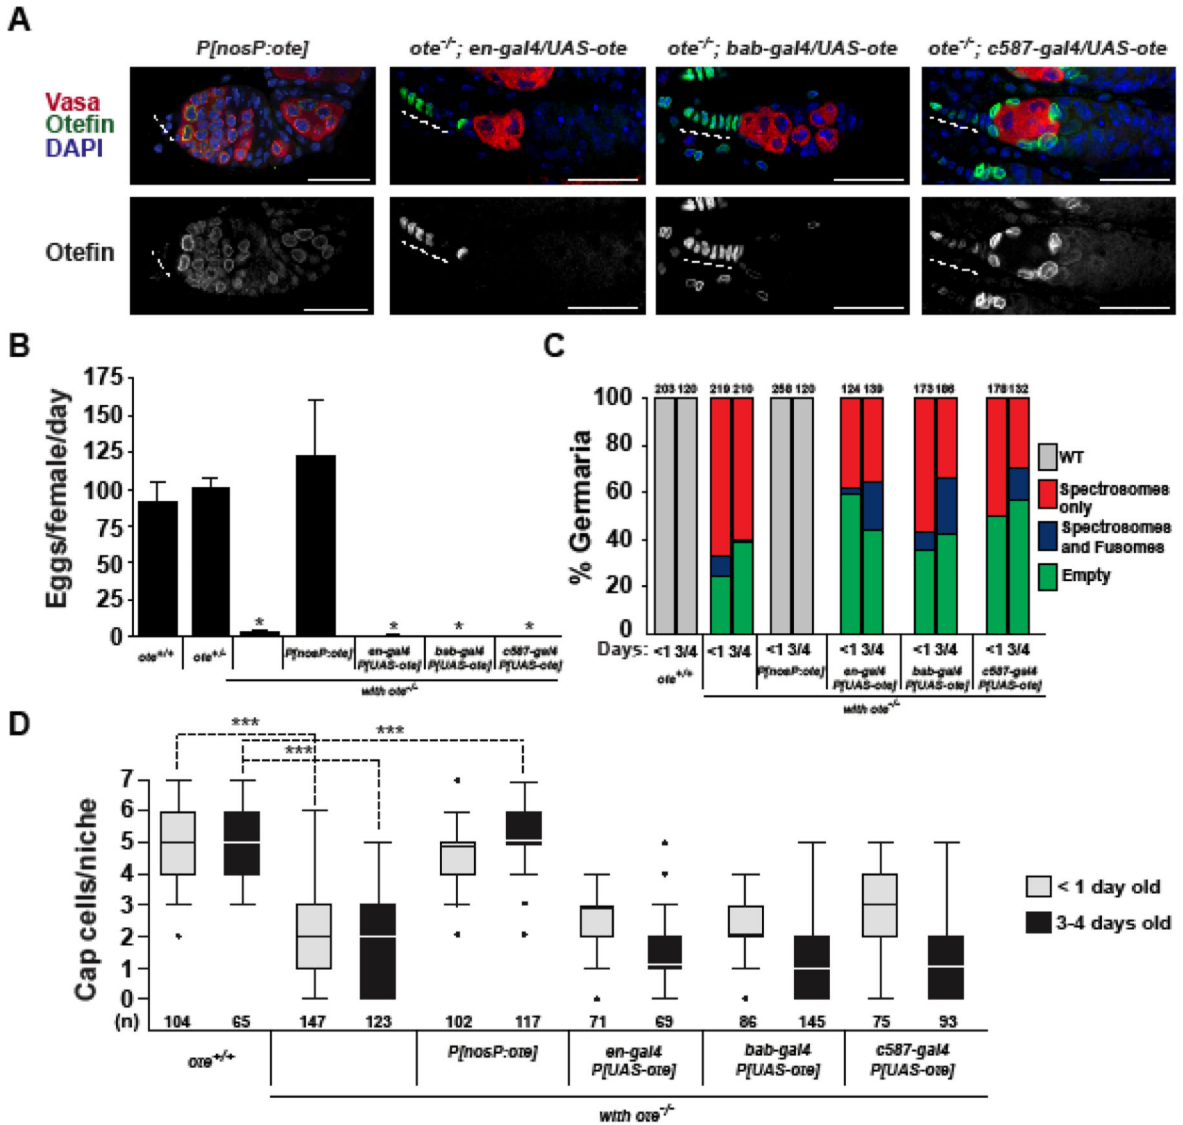 A
P[nosP:ote]
ote-/-; en-gal4/UAS-ote
ote-/-; bab-gal4/UAS-ote
ote-/-; c587-gal4/UAS-ote
Vasa
Otefin
DAPI
Otefin
B
Eggs/female/day
175
150
125
100
75
50
25
0
*
*
*
*
ote+/+
ote+/-
P[nosP:ote]
en-gal4
P[UAS-ote]
bab-gal4
P[UAS-ote]
c587-gal4
P[UAS-ote]
with ote-/-
C
% Germaria
100
80
60
40
20
0
203 120
219 210
258 120
124 139
173 186
178 132
WT
Spectrosomes
only
Spectrosomes
and Fusomes
Empty
Days: <1 3/4 <1 3/4 <1 3/4 <1 3/4 <1 3/4 <1 3/4
ote+/+
P[nosP:ote]
en-gal4
P[UAS-ote]
bab-gal4
P[UAS-ote]
c587-gal4
P[UAS-ote]
with ote-/-
D
***
***
***
Cap cells/niche
7
6
5
4
3
2
1
0
(n) 104 65 147 123 102 117 71 69 86 145 75 93
< 1 day old
3-4 days old
ote+/+
P[nosP:ote]
en-gal4
P[UAS-ote]
bab-gal4
P[UAS-ote]
c587-gal4
P[UAS-ote]
with ote-/-